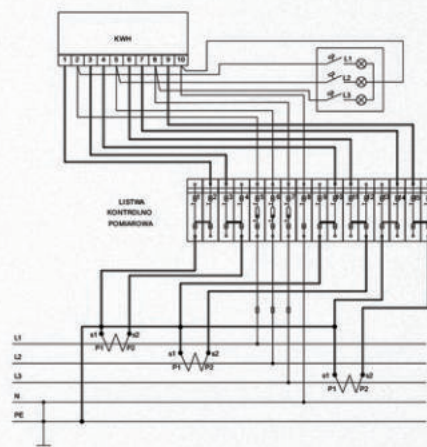 KWH
1 2 3 4 5 6 7 8 9 10
L1
L2
L3
LISTWA
KONTROLNO
POMIAROWA
s1 s2
P1 P2
s1 s2
P1 P2
s1 s2
P1 P2
L1
L2
L3
N
PE